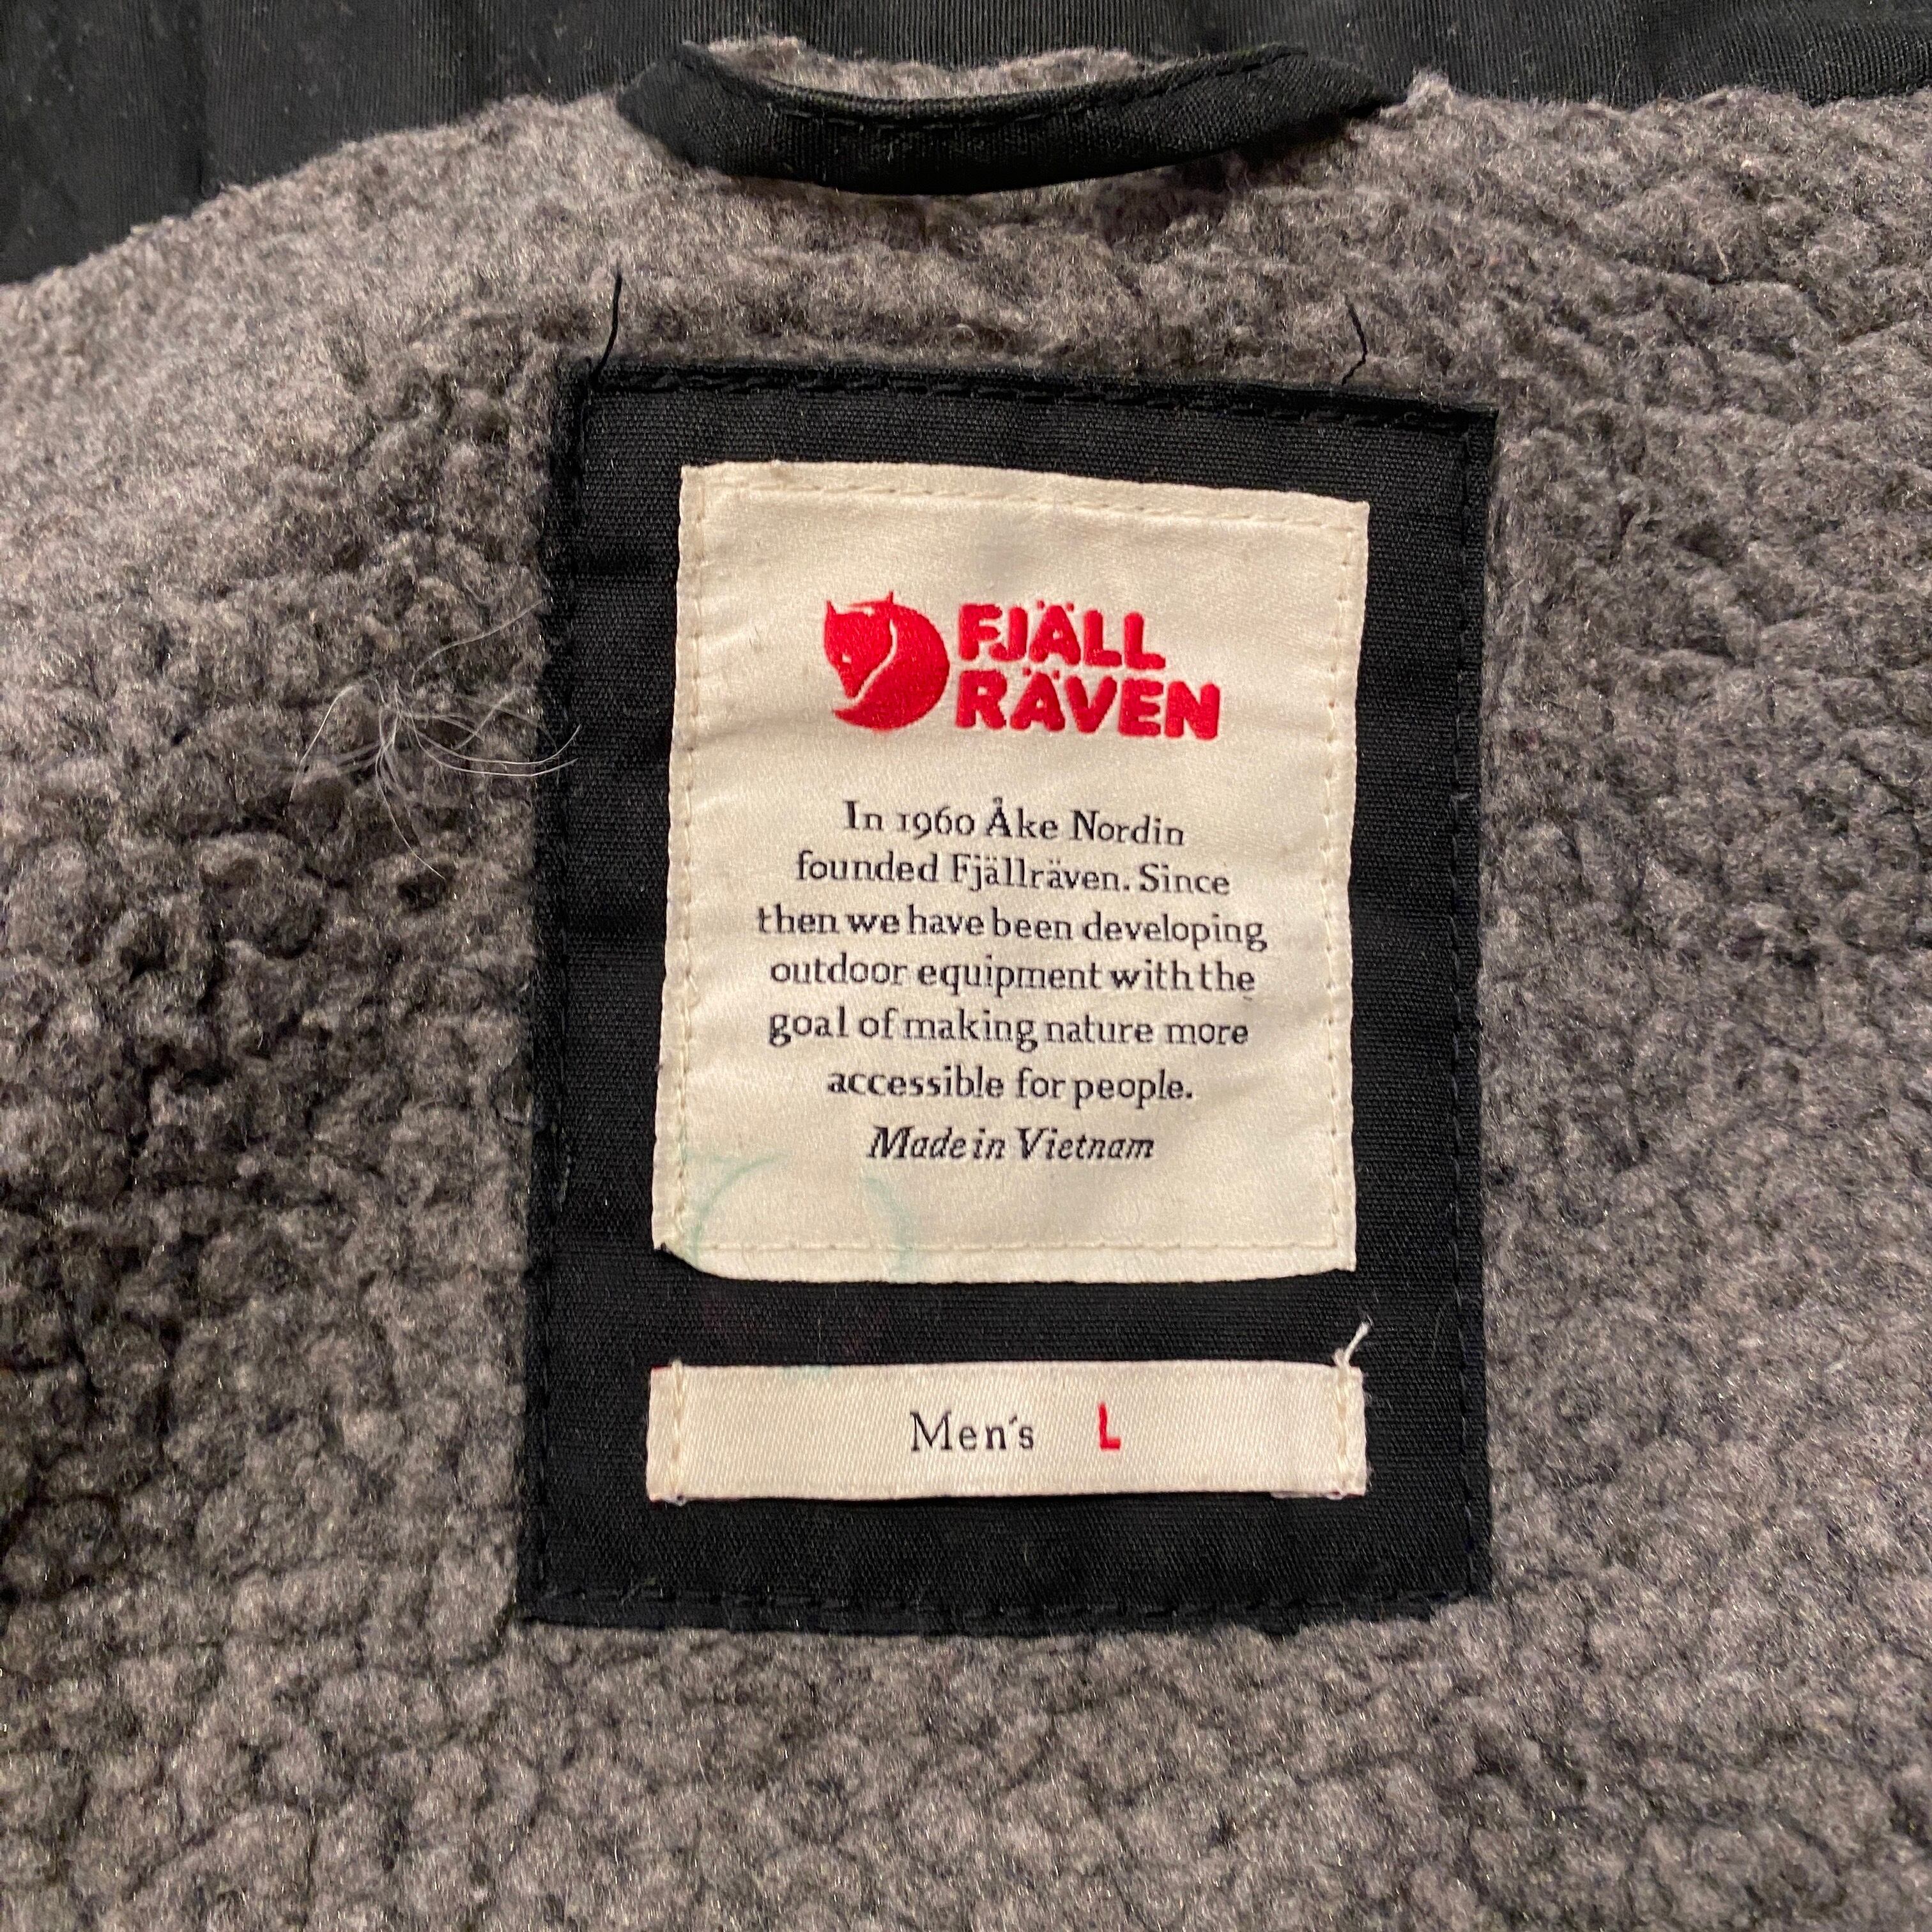 FJÄLL
RÄVEN
In 1960 Åke Nordin
founded Fjällräven. Since
then we have been developing
outdoor equipment with the
goal of making nature more
accessible for people.
Made in Vietnam
Men's L